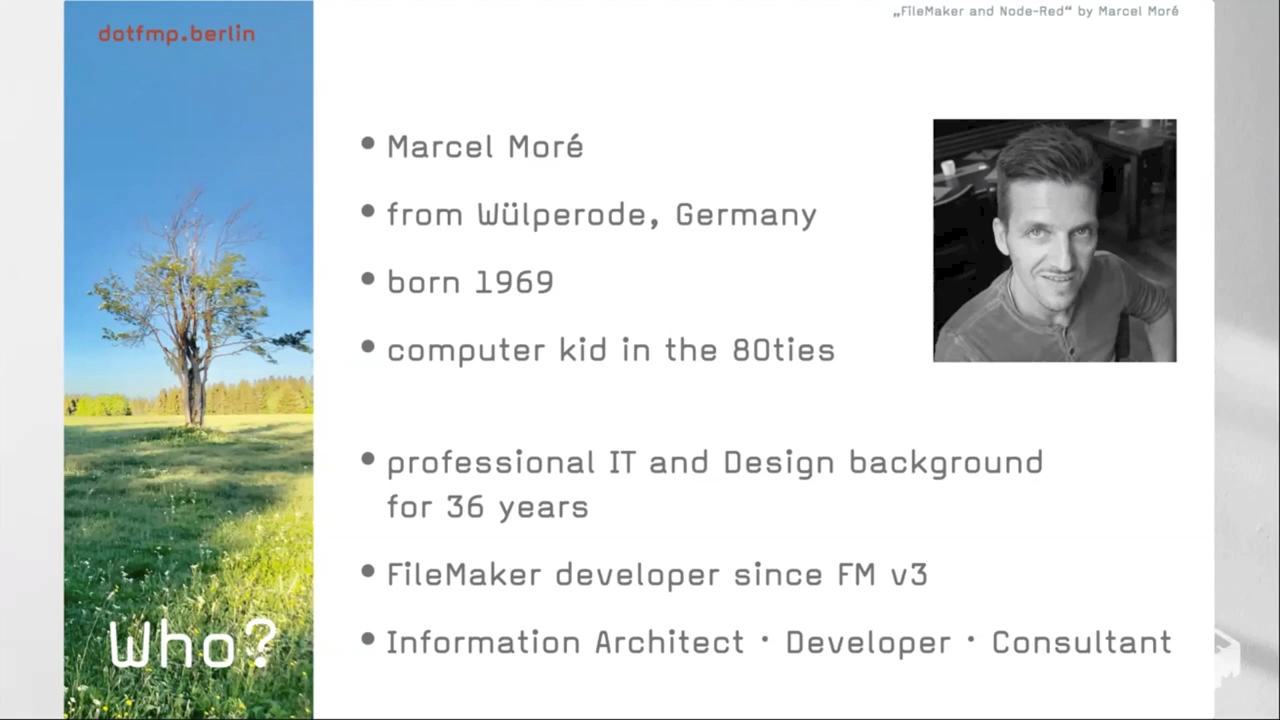 dotfmp.berlin
„FileMaker and Node-Red“ by Marcel Moré
• Marcel Moré
• from Wülperode, Germany
• born 1969
• computer kid in the 80ties
• professional IT and Design background
for 36 years
• FileMaker developer since FM v3
• Information Architect · Developer · Consultant
Who?